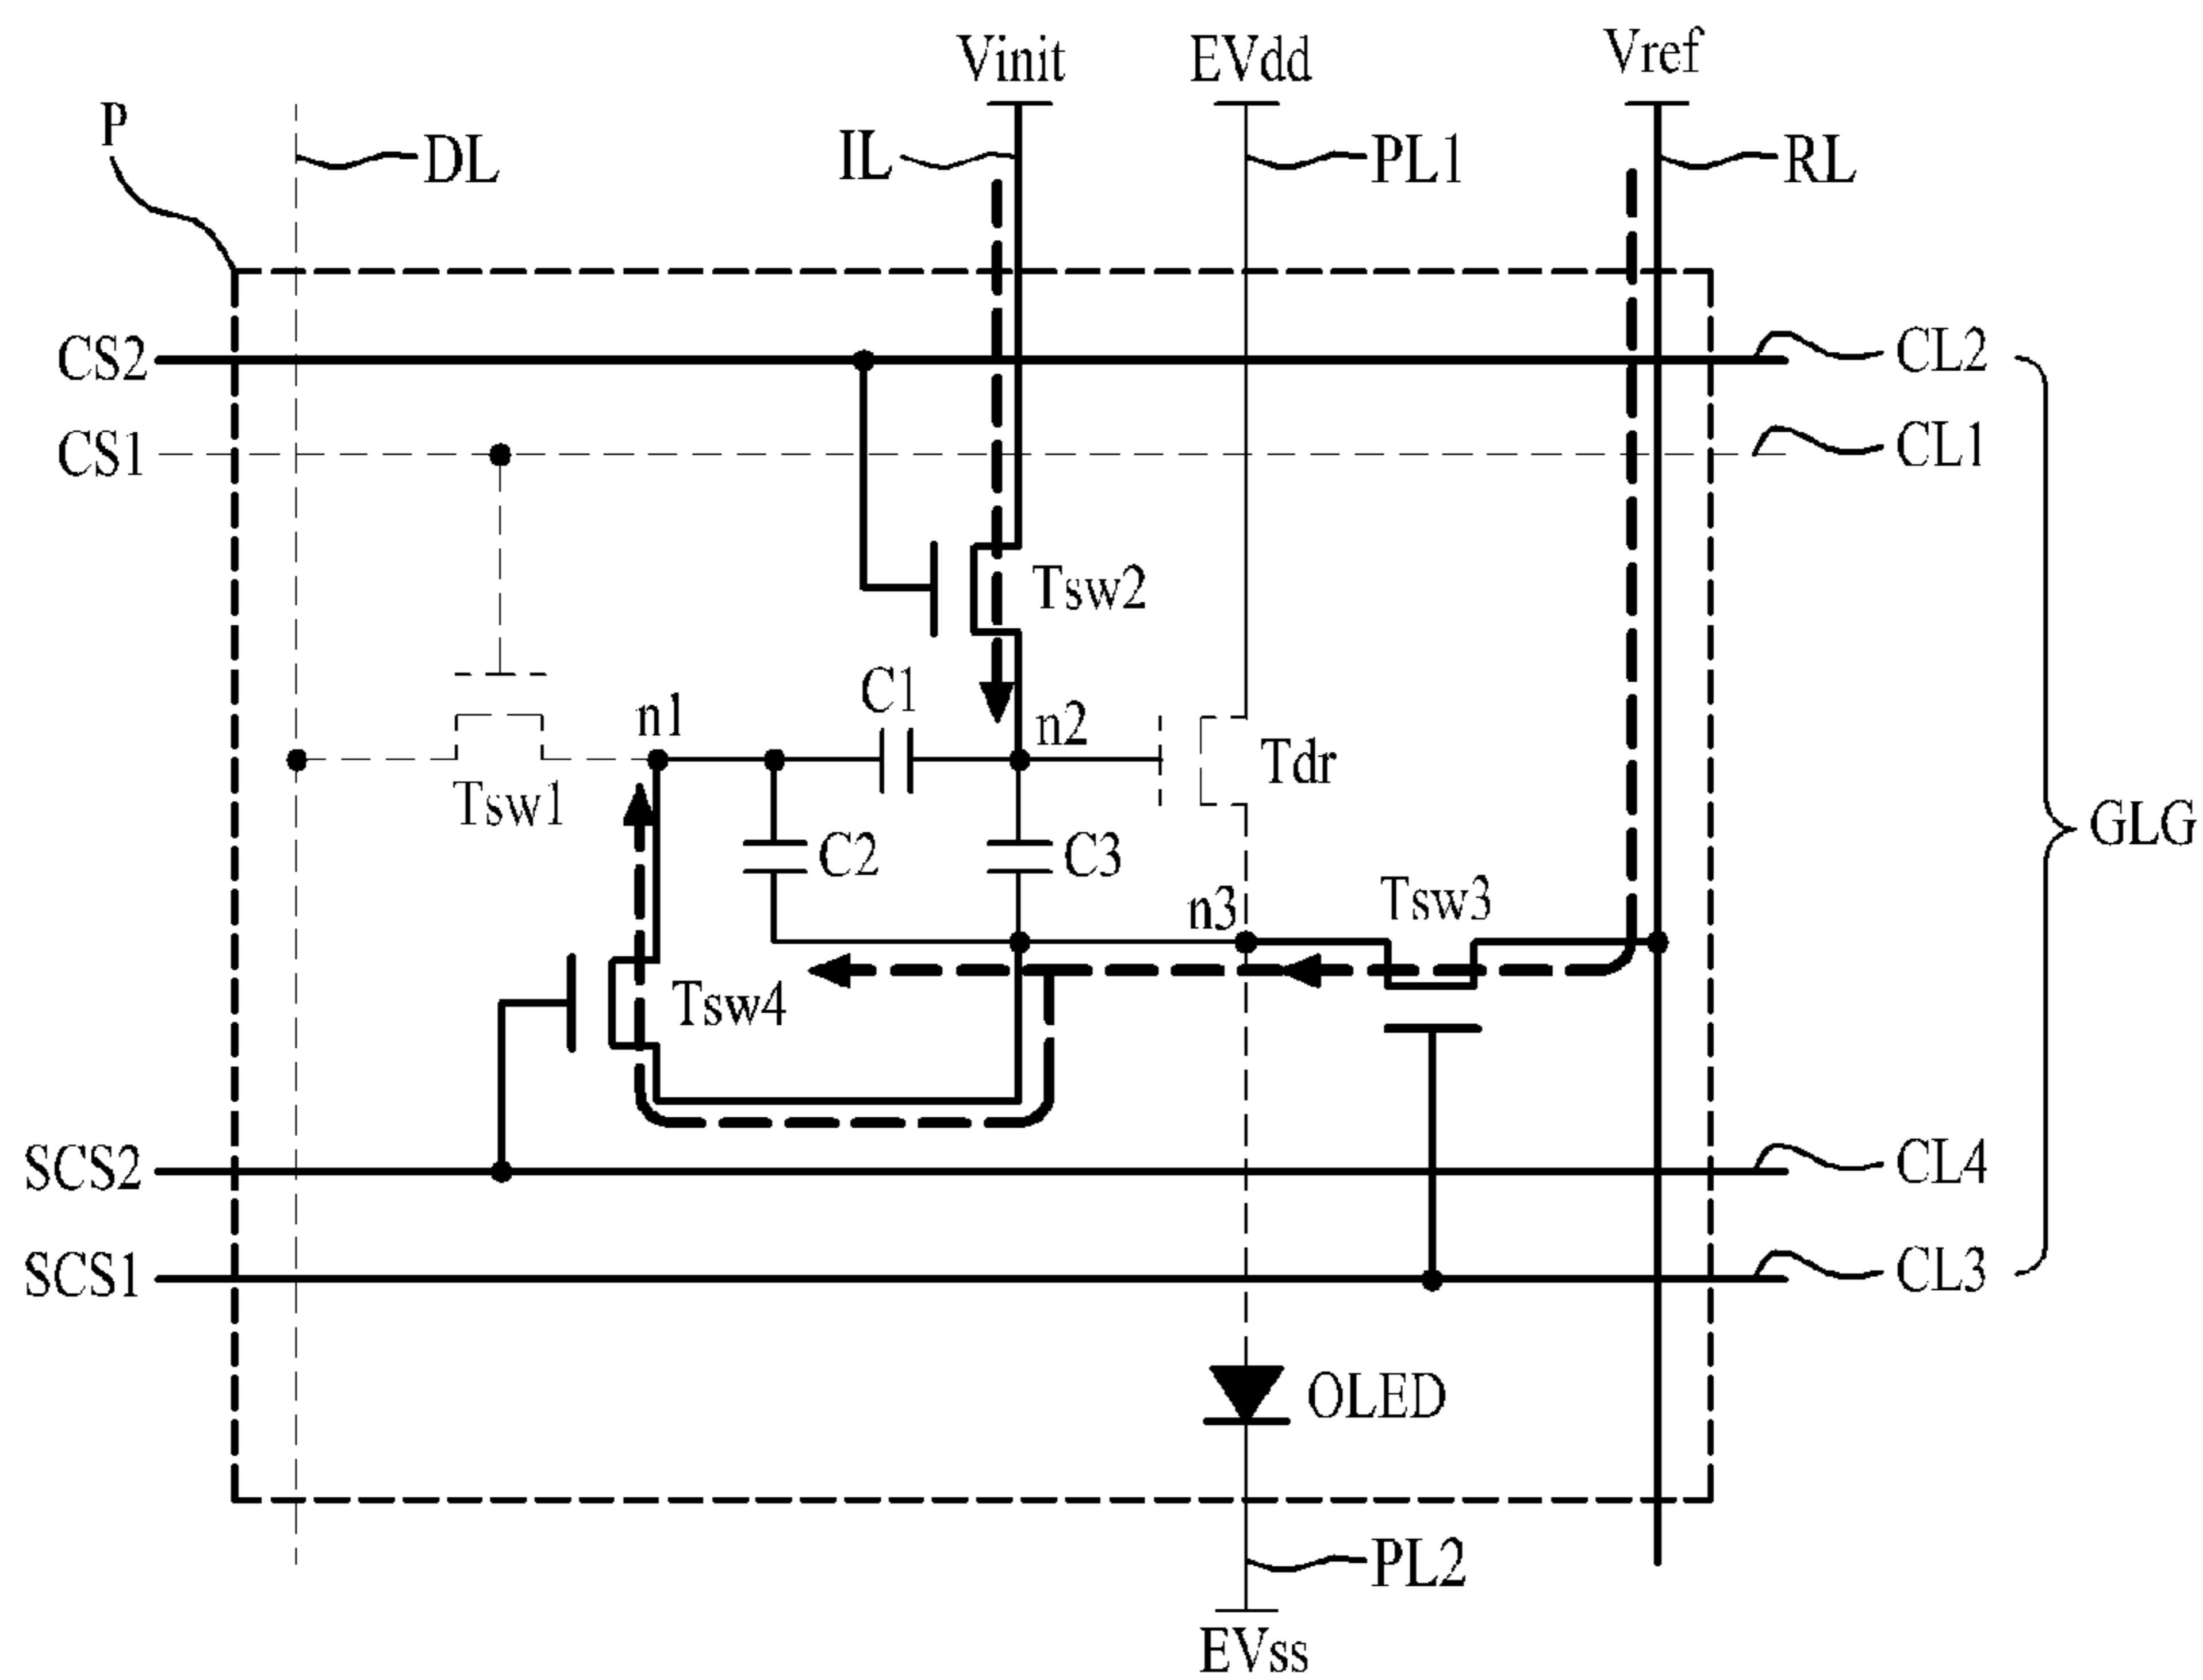 Vinit EVdd Vref
P DL IL PL1 RL
CS2 CL2
CS1 CL1
Tsw2
n1 C1 n2
Tsw1 Tdr
C2 C3 GLG
n3 Tsw3
Tsw4
SCS2 CL4
SCS1 CL3
OLED
PL2
EVss